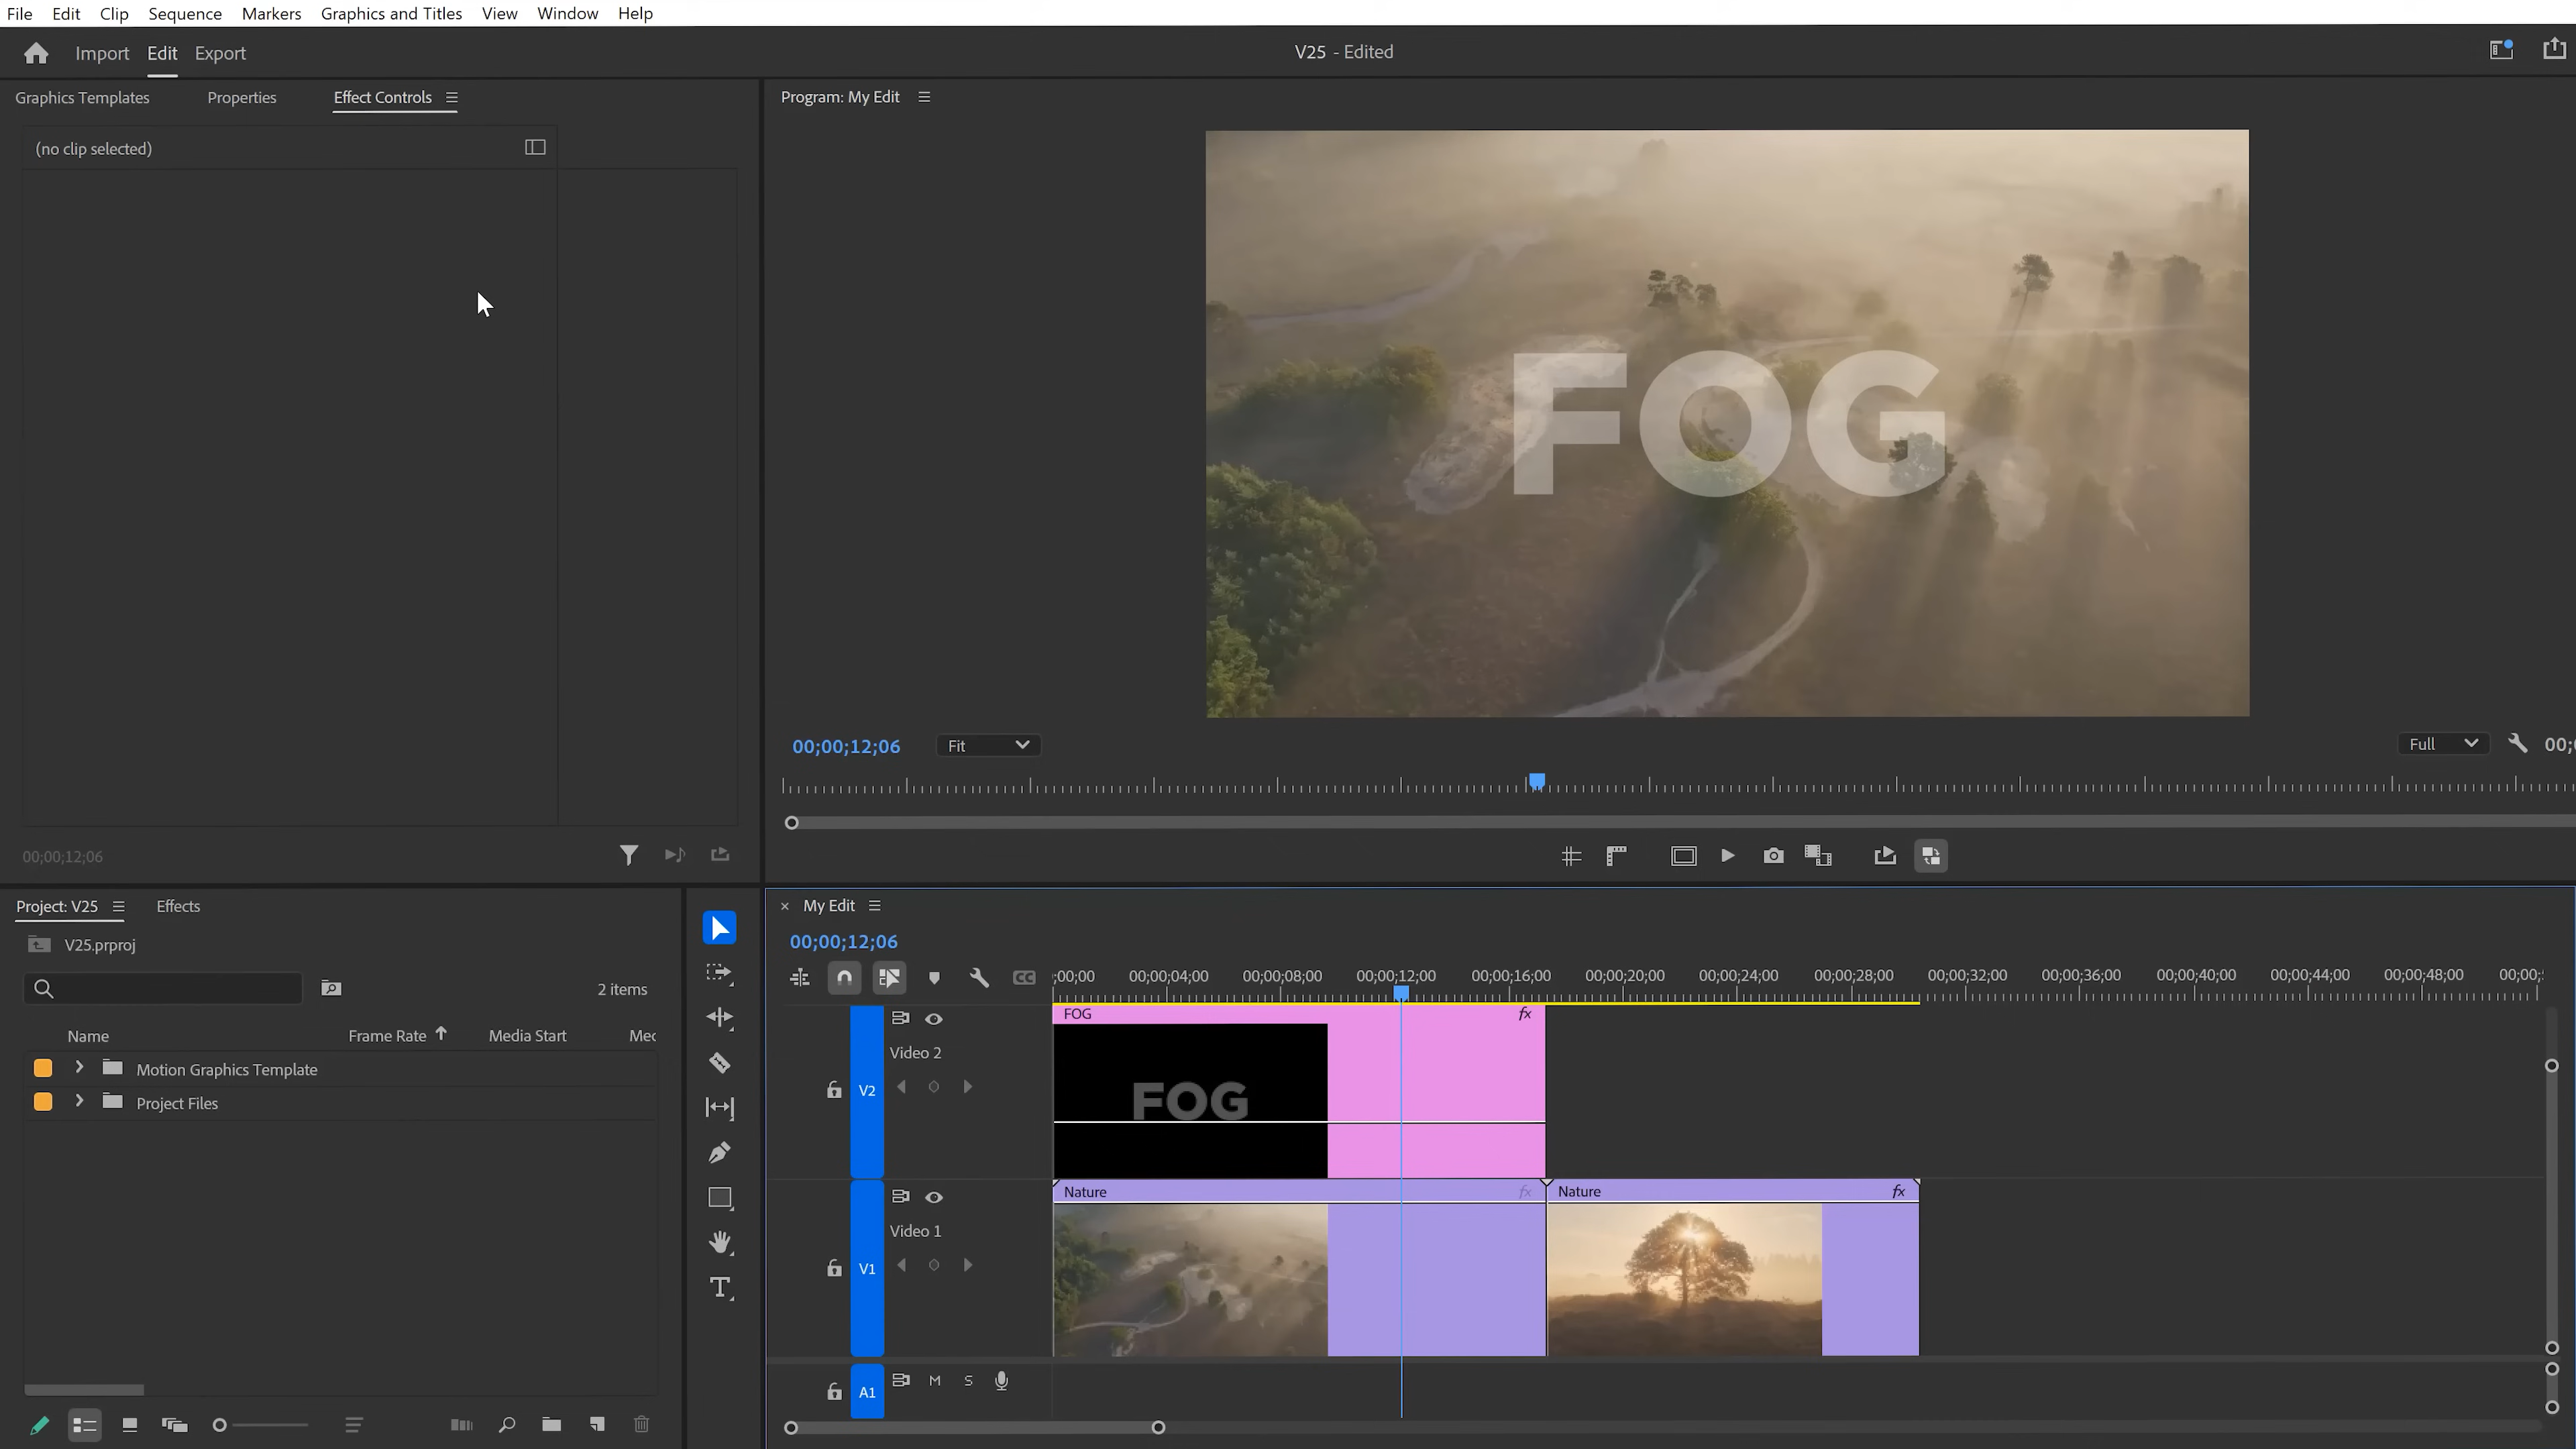 File Edit Clip Sequence Markers Graphics and Titles View Window Help
Import Edit Export
V25 - Edited
Graphics Templates Properties Effect Controls
Program: My Edit
(no clip selected)
FOG
00;00;12;06 Fit
Full
00;00;12;06
Project: V25 Effects
V25.prproj
2 items
Name Frame Rate Media Start
Motion Graphics Template
Project Files
T
× My Edit
00;00;12;06
CC
;00;00 00;00;04;00 00;00;08;00 00;00;12;00 00;00;16;00 00;00;20;00 00;00;24;00 00;00;28;00 00;00;32;00 00;00;36;00 00;00;40;00 00;00;44;00 00;00;48;00
FOG fx
Video 2
V2
FOG
Nature fx Nature fx
Video 1
V1
A1 M S